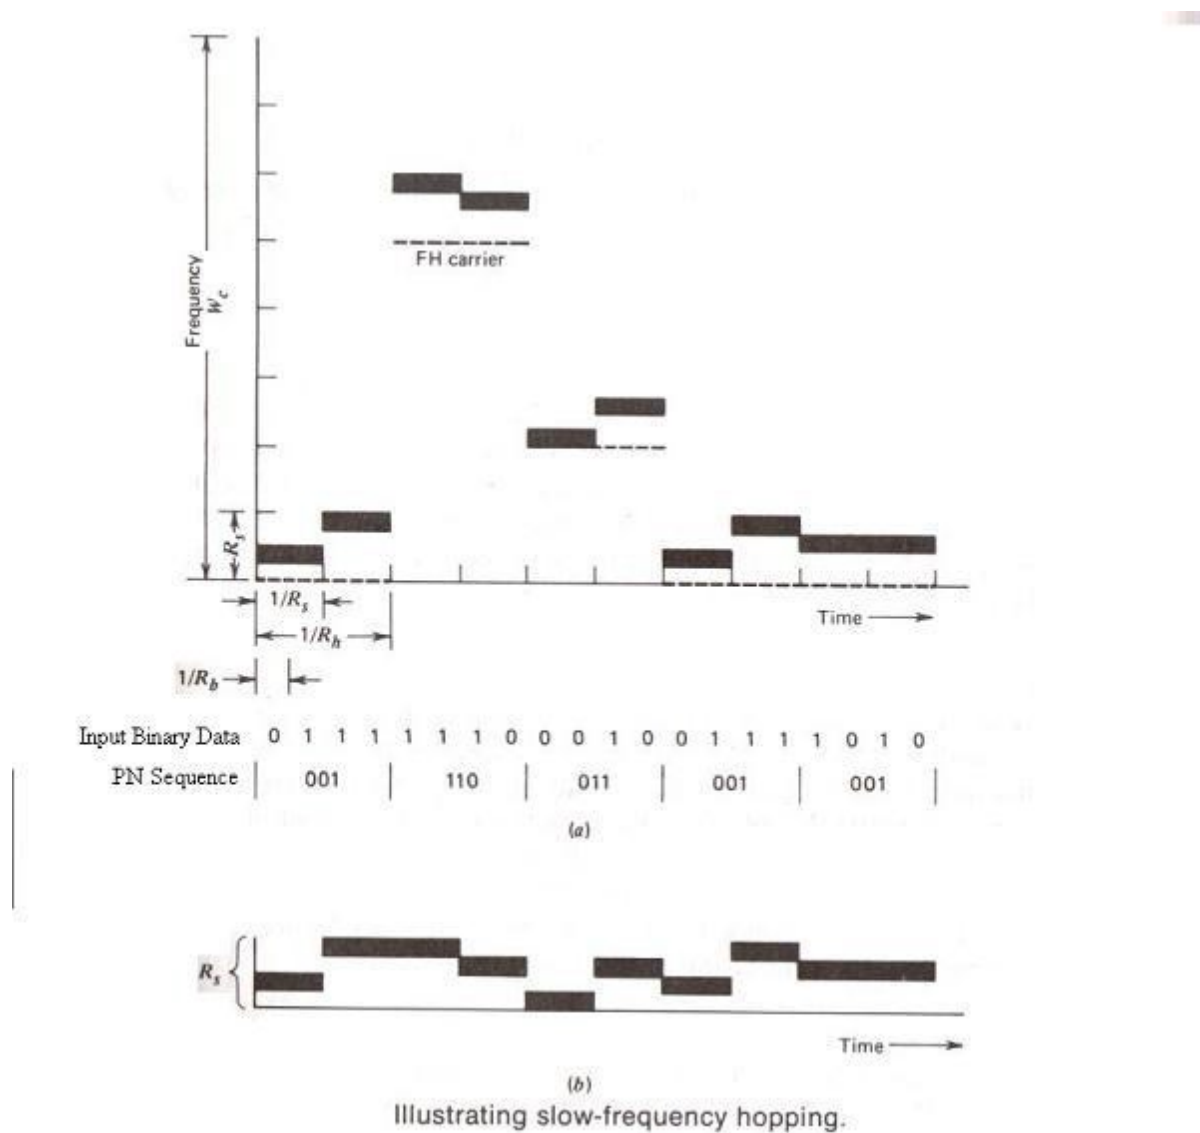 Frequency
W_c
FH carrier
R_s
1/R_s
1/R_h
Time
1/R_b
Input Binary Data 0 1 1 1 1 1 1 0 0 0 1 0 0 1 1 1 1 0 1 0
PN Sequence 001 110 011 001 001
(a)
R_s
Time
(b)
Illustrating slow-frequency hopping.